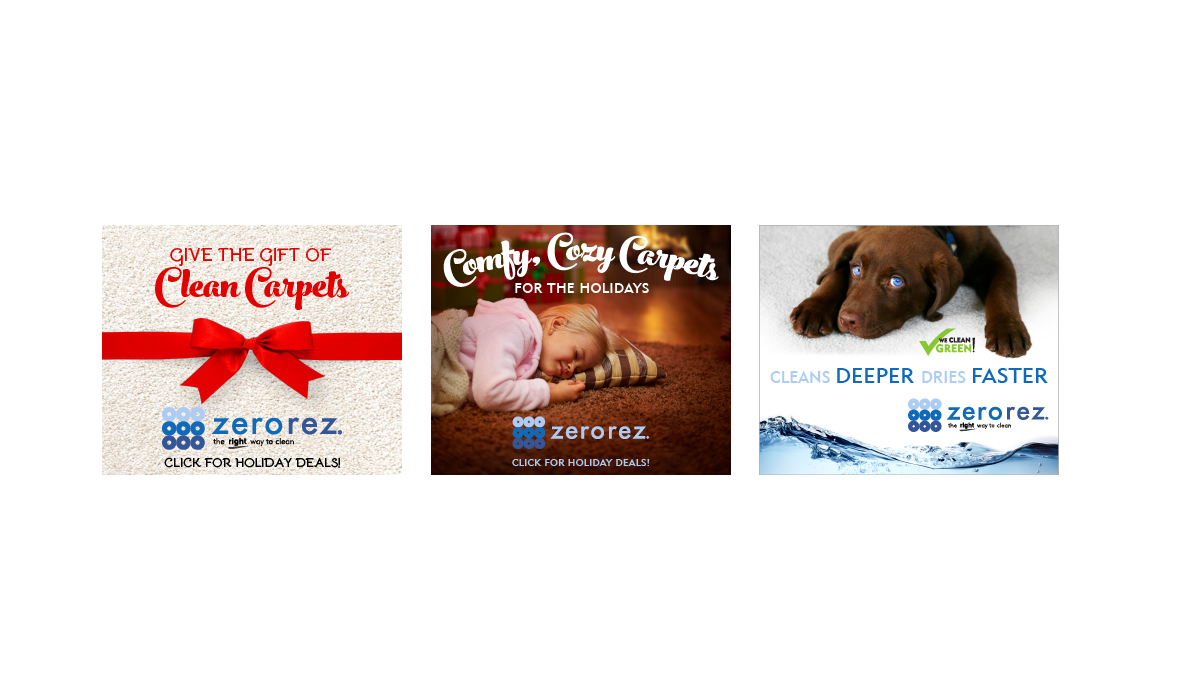 GIVE THE GIFT OF
Clean Carpets
zerorez.
the right way to clean
CLICK FOR HOLIDAY DEALS!
Comfy, Cozy Carpets
FOR THE HOLIDAYS
zerorez.
CLICK FOR HOLIDAY DEALS!
WE CLEAN
GREEN!
CLEANS DEEPER DRIES FASTER
zerorez.
the right way to clean